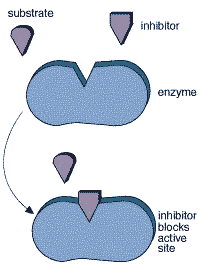 substrate
inhibitor
enzyme
inhibitor
blocks
active
site